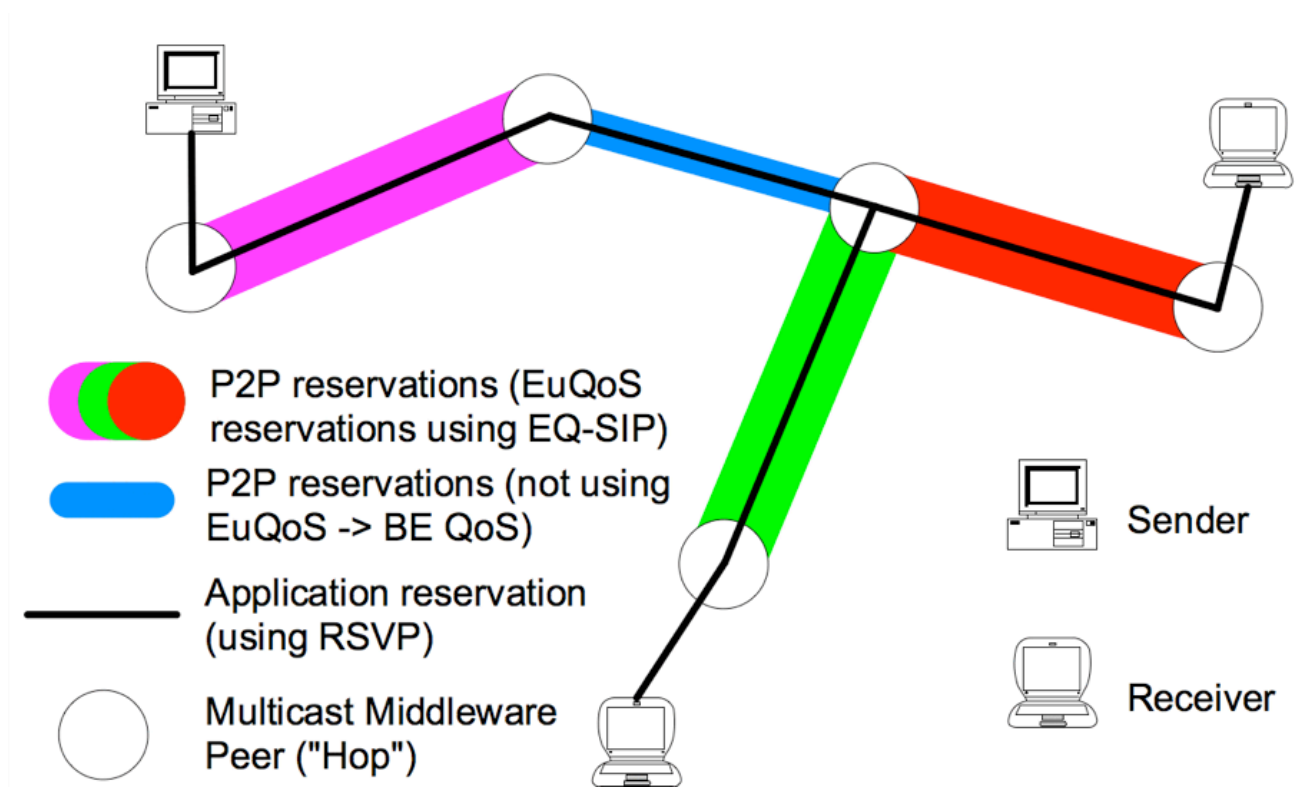 P2P reservations (EuQoS
reservations using EQ-SIP)
P2P reservations (not using
EuQoS -> BE QoS)
Application reservation
(using RSVP)
Multicast Middleware
Peer ("Hop")
Sender
Receiver